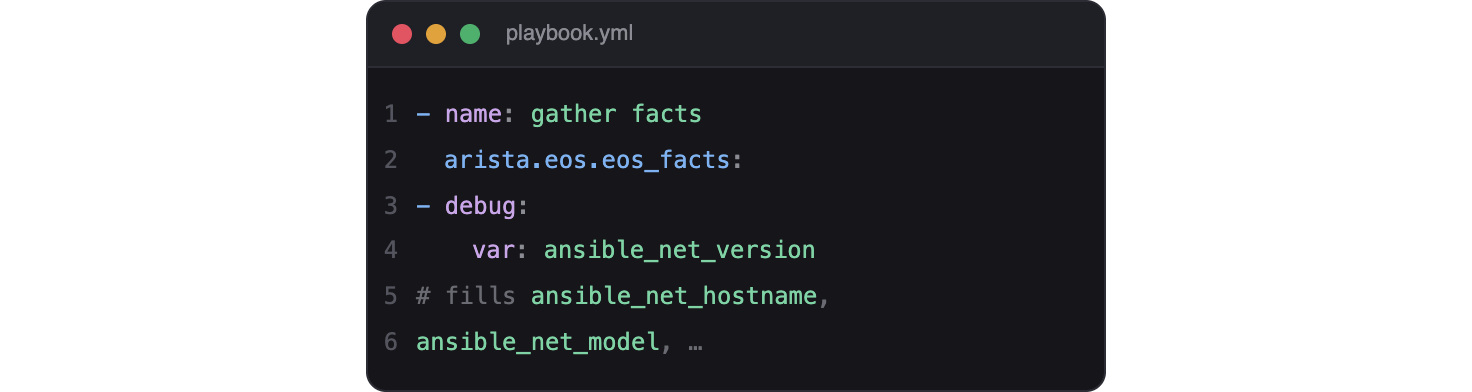 playbook.yml
1 - name: gather facts
2   arista.eos.eos_facts:
3 - debug:
4     var: ansible_net_version
5 # fills ansible_net_hostname,
6 ansible_net_model, …